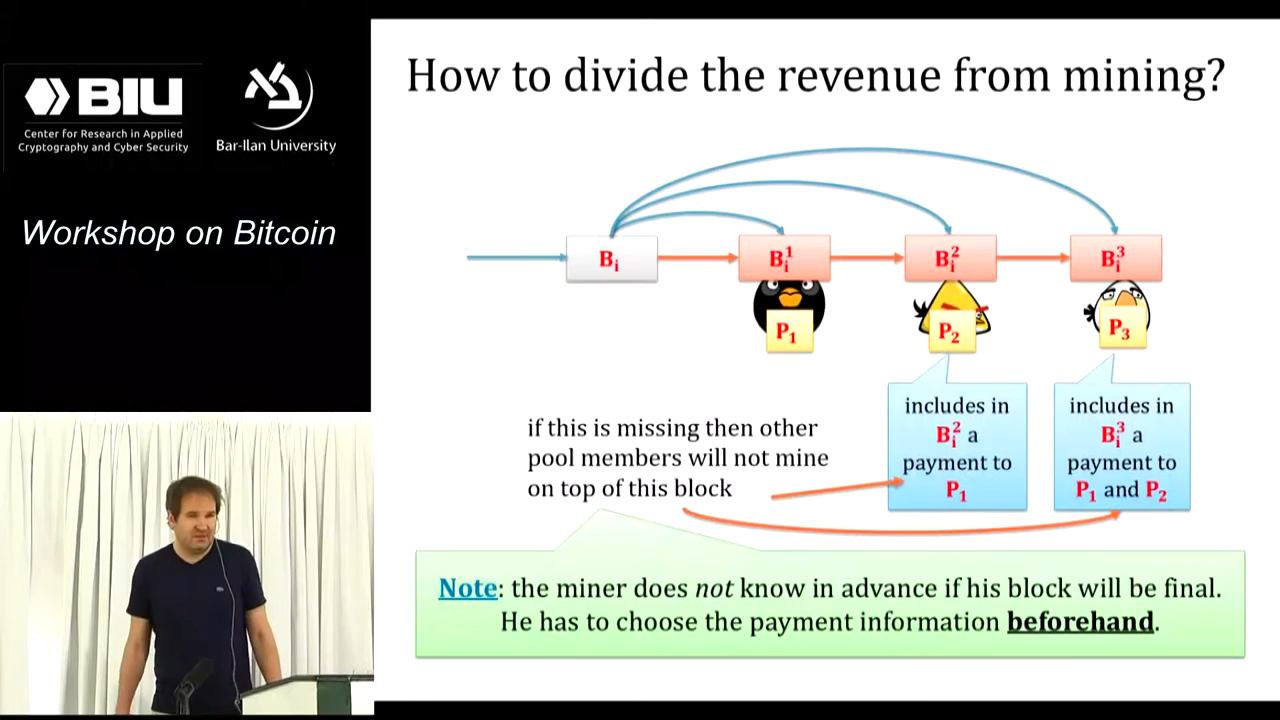 BIU
Center for Research in Applied
Cryptography and Cyber Security
Bar-Ilan University
Workshop on Bitcoin
How to divide the revenue from mining?
Bᵢ
Bᵢ¹
Bᵢ²
Bᵢ³
P₁
P₂
P₃
if this is missing then other
pool members will not mine
on top of this block
includes in
Bᵢ² a
payment to
P₁
includes in
Bᵢ³ a
payment to
P₁ and P₂
Note: the miner does not know in advance if his block will be final.
He has to choose the payment information beforehand.